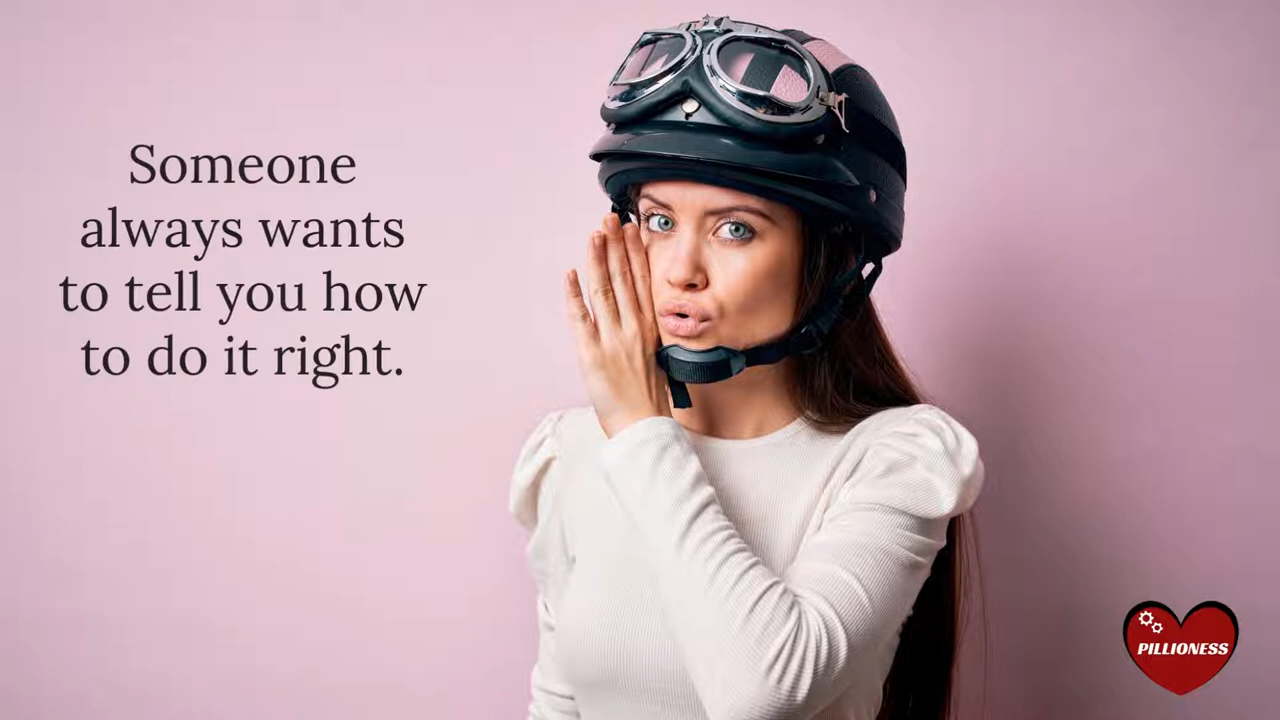 Someone
always wants
to tell you how
to do it right.
PILLIONESS